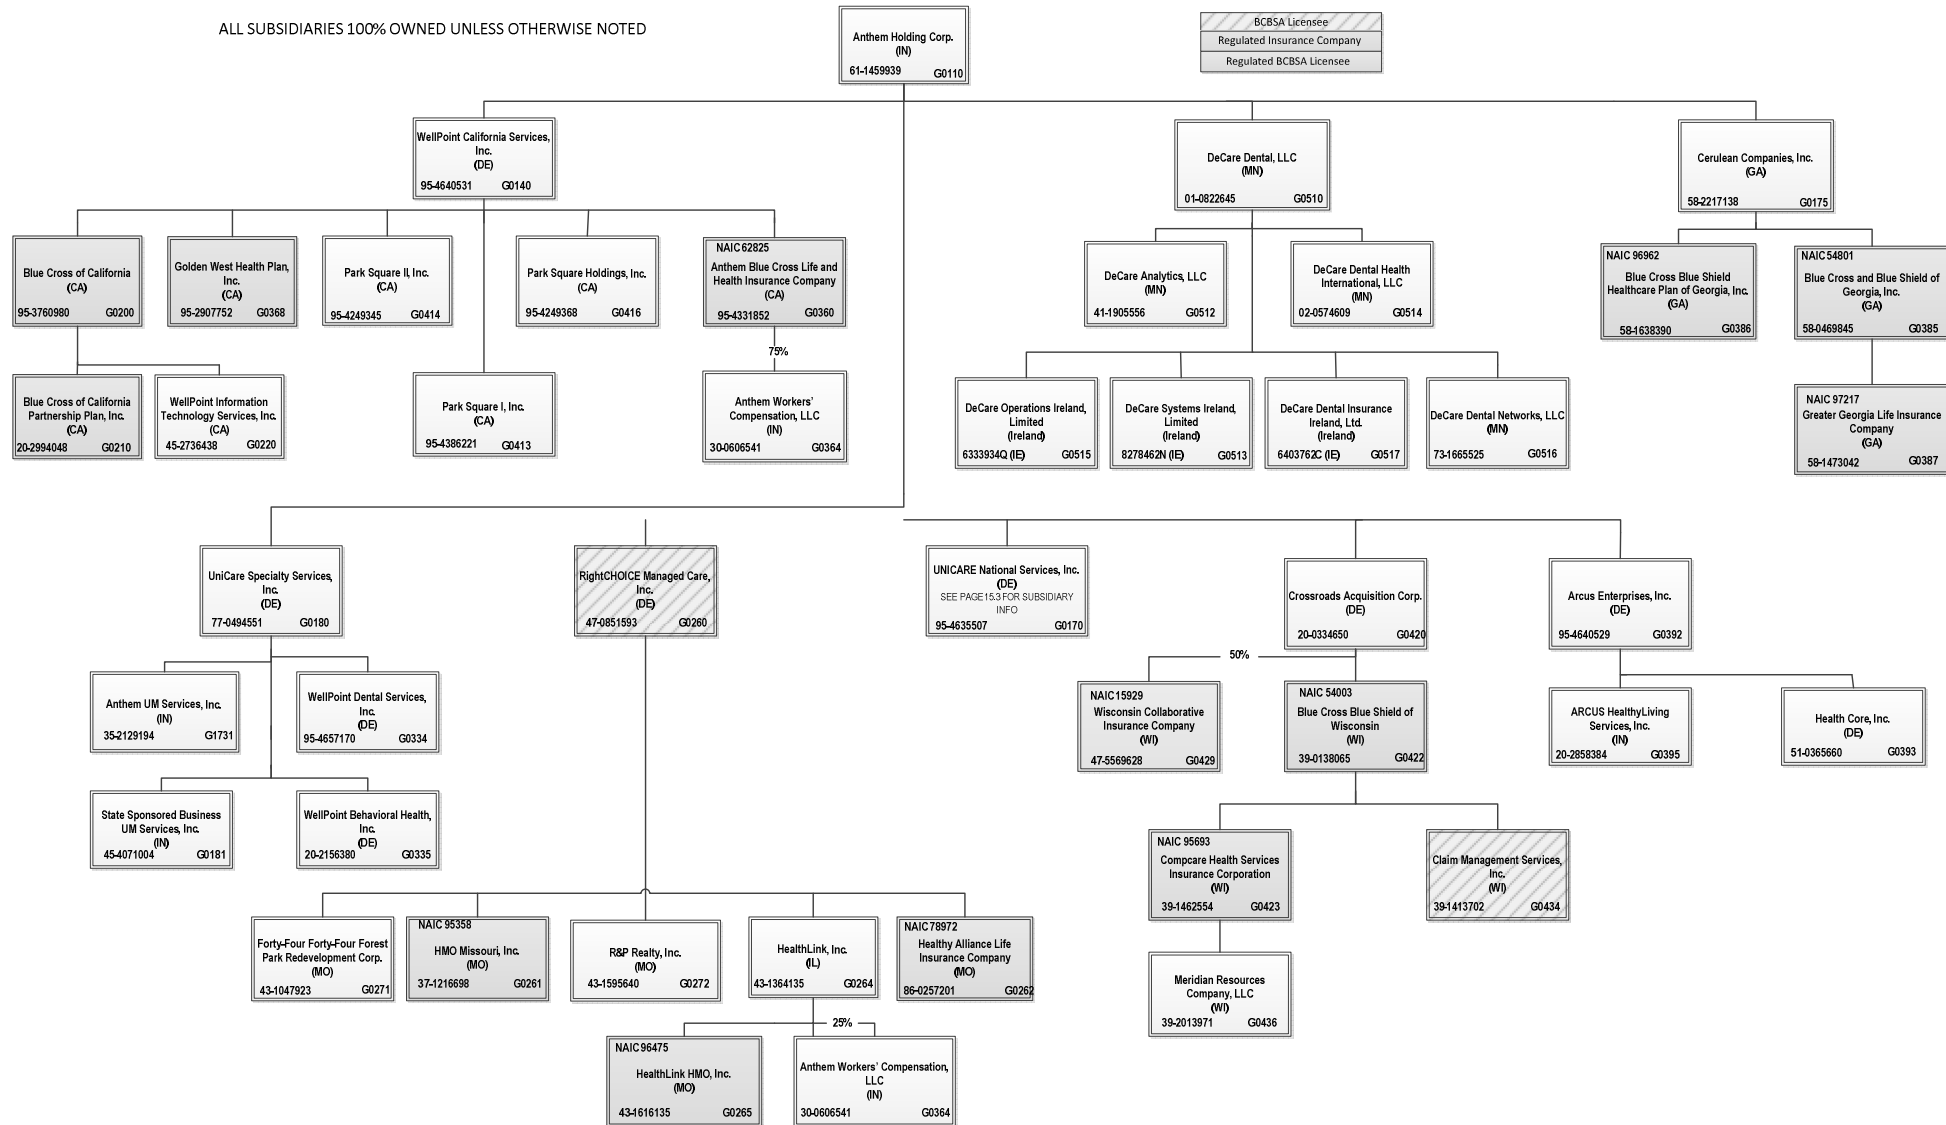 ALL SUBSIDIARIES 100% OWNED UNLESS OTHERWISE NOTED
Anthem Holding Corp.
(IN)
61-1459939 G0110
BCBSA Licensee
Regulated Insurance Company
Regulated BCBSA Licensee
WellPoint California Services,
Inc.
(DE)
95-4640531 G0140
DeCare Dental, LLC
(MN)
01-0822645 G0510
Cerulean Companies, Inc.
(GA)
58-2217138 G0175
Blue Cross of California
(CA)
95-3760980 G0200
Golden West Health Plan,
Inc.
(CA)
95-2907752 G0368
Park Square II, Inc.
(CA)
95-4249345 G0414
Park Square Holdings, Inc.
(CA)
95-4249368 G0416
NAIC 62825
Anthem Blue Cross Life and
Health Insurance Company
(CA)
95-4331852 G0360
DeCare Analytics, LLC
(MN)
41-1905556 G0512
DeCare Dental Health
International, LLC
(MN)
02-0574609 G0514
NAIC 96962
Blue Cross Blue Shield
Healthcare Plan of Georgia, Inc.
(GA)
58-1638390 G0386
NAIC 54801
Blue Cross and Blue Shield of
Georgia, Inc.
(GA)
58-0469845 G0385
75%
Blue Cross of California
Partnership Plan, Inc.
(CA)
20-2994048 G0210
WellPoint Information
Technology Services, Inc.
(CA)
45-2736438 G0220
Park Square I, Inc.
(CA)
95-4386221 G0413
Anthem Workers’
Compensation, LLC
(IN)
30-0606541 G0364
DeCare Operations Ireland,
Limited
(Ireland)
6333934Q (IE) G0515
DeCare Systems Ireland,
Limited
(Ireland)
8278462N (IE) G0513
DeCare Dental Insurance
Ireland, Ltd.
(Ireland)
6403762C (IE) G0517
DeCare Dental Networks, LLC
(MN)
73-1665525 G0516
NAIC 97217
Greater Georgia Life Insurance
Company
(GA)
58-1473042 G0387
UniCare Specialty Services,
Inc.
(DE)
77-0494551 G0180
RightCHOICE Managed Care,
Inc.
(DE)
47-0851593 G0260
UNICARE National Services, Inc.
(DE)
SEE PAGE 15.3 FOR SUBSIDIARY
INFO
95-4635507 G0170
Crossroads Acquisition Corp.
(DE)
20-0334650 G0420
Arcus Enterprises, Inc.
(DE)
95-4640529 G0392
50%
Anthem UM Services, Inc.
(IN)
35-2129194 G1731
WellPoint Dental Services,
Inc.
(DE)
95-4657170 G0334
NAIC 15929
Wisconsin Collaborative
Insurance Company
(WI)
47-5569628 G0429
NAIC 54003
Blue Cross Blue Shield of
Wisconsin
(WI)
39-0138065 G0422
ARCUS HealthyLiving
Services, Inc.
(IN)
20-2858384 G0395
Health Core, Inc.
(DE)
51-0365660 G0393
State Sponsored Business
UM Services, Inc.
(IN)
45-4071004 G0181
WellPoint Behavioral Health,
Inc.
(DE)
20-2156380 G0335
NAIC 95693
Compcare Health Services
Insurance Corporation
(WI)
39-1462554 G0423
Claim Management Services,
Inc.
(WI)
39-1413702 G0434
Forty-Four Forty-Four Forest
Park Redevelopment Corp.
(MO)
43-1047923 G0271
NAIC 95358
HMO Missouri, Inc.
(MO)
37-1216698 G0261
R&P Realty, Inc.
(MO)
43-1595640 G0272
HealthLink, Inc.
(IL)
43-1364135 G0264
NAIC 78972
Healthy Alliance Life
Insurance Company
(MO)
86-0257201 G0262
Meridian Resources
Company, LLC
(WI)
39-2013971 G0436
25%
NAIC 96475
HealthLink HMO, Inc.
(MO)
43-1616135 G0265
Anthem Workers’ Compensation,
LLC
(IN)
30-0606541 G0364